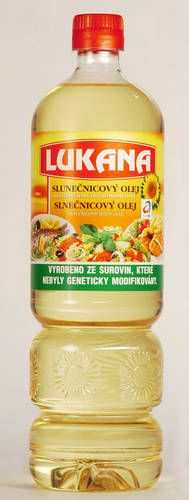 LUKANA
SLUNEČNICOVÝ OLEJ
SLNEČNICOVÝ OLEJ
VYROBENO ZE SUROVIN, KTERÉ
NEBYLY GENETICKY MODIFIKOVÁNY.